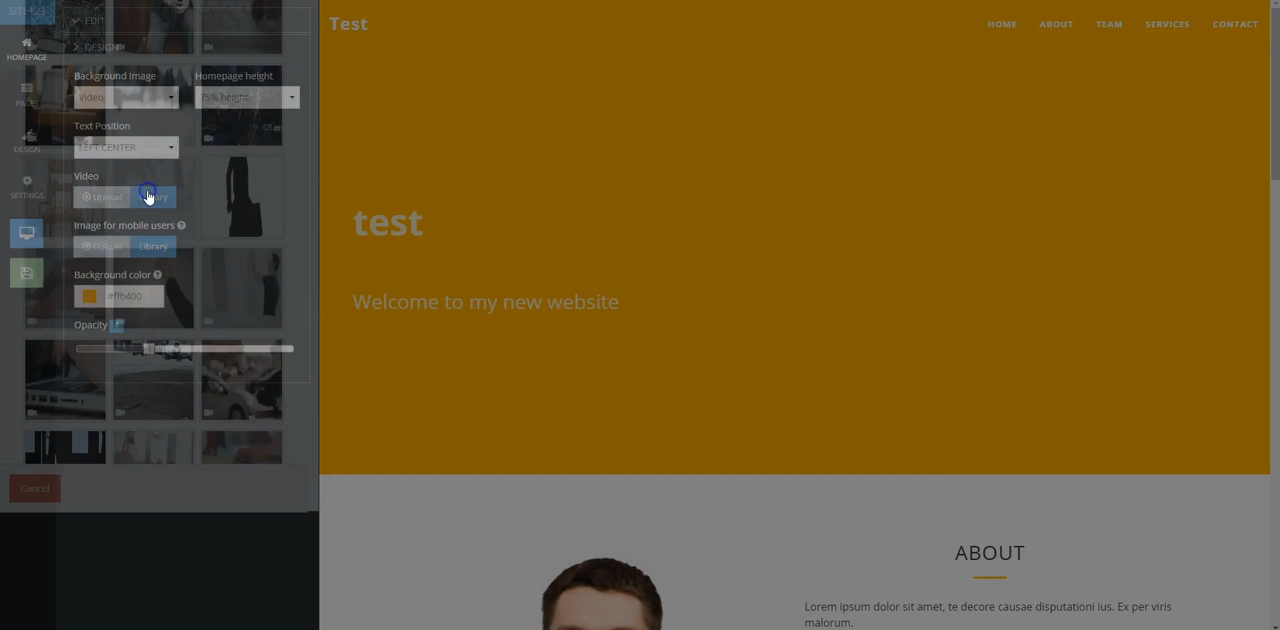 SITE123
EDIT
DESIGN
HOMEPAGE
PAGES
DESIGN
SETTINGS
Background Image
Homepage height
Video
75% height
Text Position
LEFT CENTER
Video
Upload
Library
Image for mobile users
Upload
Library
Background color
#ffb400
Opacity
Cancel
Test
HOME ABOUT TEAM SERVICES CONTACT
test
Welcome to my new website
ABOUT
Lorem ipsum dolor sit amet, te decore causae disputationi ius. Ex per viris
malorum.